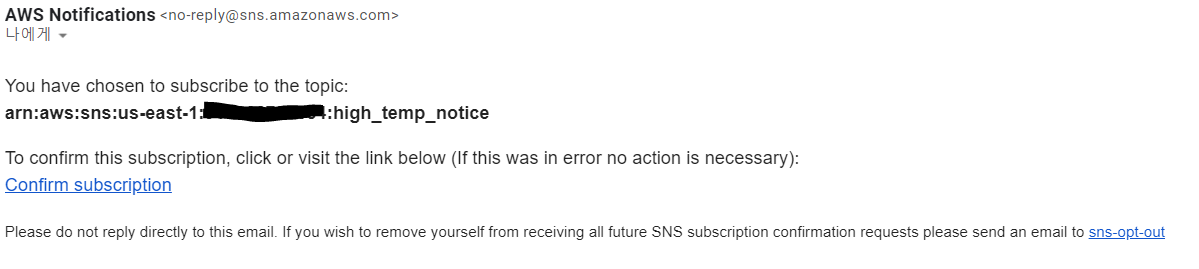 AWS Notifications <no-reply@sns.amazonaws.com>
나에게
You have chosen to subscribe to the topic:
arn:aws:sns:us-east-1: :high_temp_notice
To confirm this subscription, click or visit the link below (If this was in error no action is necessary):
Confirm subscription
Please do not reply directly to this email. If you wish to remove yourself from receiving all future SNS subscription confirmation requests please send an email to sns-opt-out